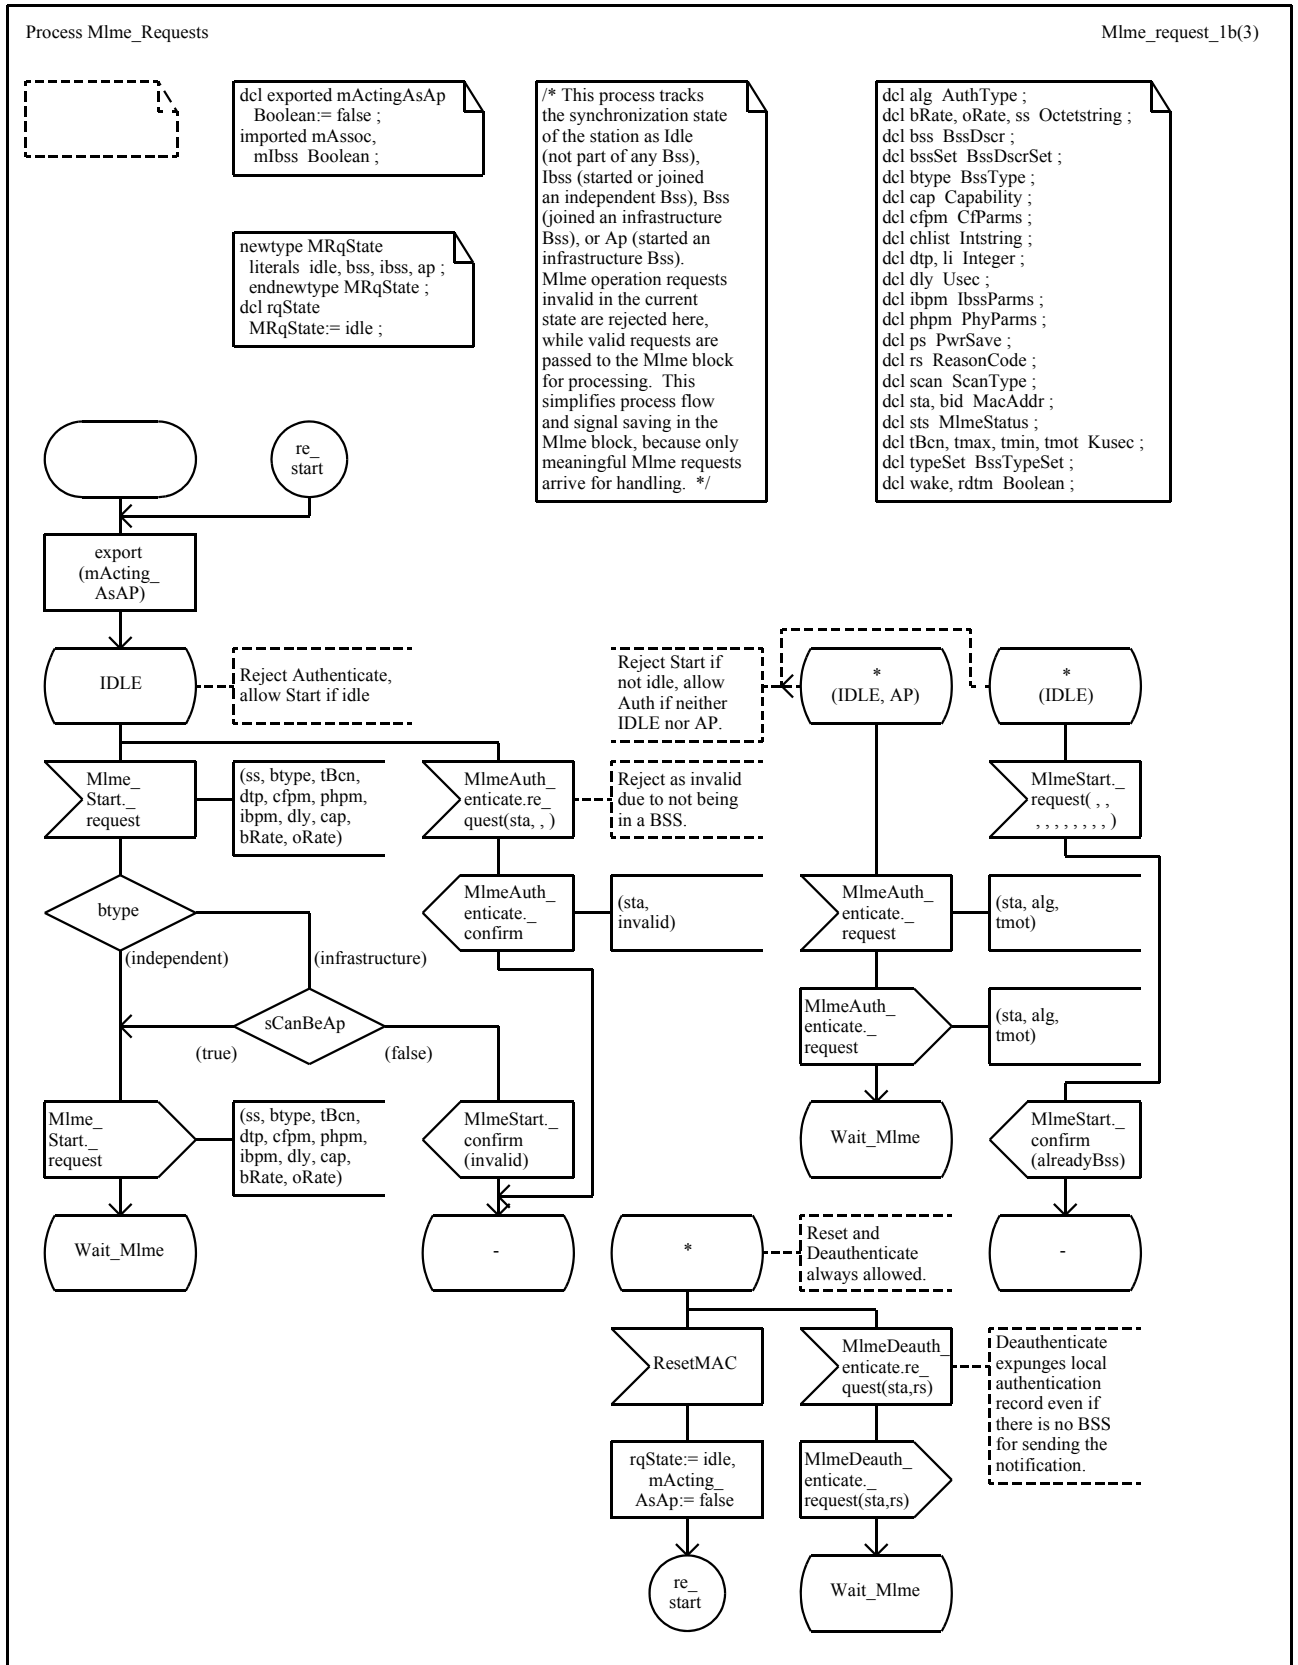 Process Mlme_Requests
Mlme_request_1b(3)
dcl exported mActingAsAp
Boolean:= false ;
imported mAssoc,
mIbss Boolean ;
newtype MRqState
literals idle, bss, ibss, ap ;
endnewtype MRqState ;
dcl rqState
MRqState:= idle ;
/* This process tracks
the synchronization state
of the station as Idle
(not part of any Bss),
Ibss (started or joined
an independent Bss), Bss
(joined an infrastructure
Bss), or Ap (started an
infrastructure Bss).
Mlme operation requests
invalid in the current
state are rejected here,
while valid requests are
passed to the Mlme block
for processing. This
simplifies process flow
and signal saving in the
Mlme block, because only
meaningful Mlme requests
arrive for handling. */
dcl alg AuthType ;
dcl bRate, oRate, ss Octetstring ;
dcl bss BssDscr ;
dcl bssSet BssDscrSet ;
dcl btype BssType ;
dcl cap Capability ;
dcl cfpm CfParms ;
dcl chlist Intstring ;
dcl dtp, li Integer ;
dcl dly Usec ;
dcl ibpm IbssParms ;
dcl phpm PhyParms ;
dcl ps PwrSave ;
dcl rs ReasonCode ;
dcl scan ScanType ;
dcl sta, bid MacAddr ;
dcl sts MlmeStatus ;
dcl tBcn, tmax, tmin, tmot Kusec ;
dcl typeSet BssTypeSet ;
dcl wake, rdtm Boolean ;
re_
start
export
(mActing_
AsAP)
IDLE
Reject Authenticate,
allow Start if idle
Reject Start if
not idle, allow
Auth if neither
IDLE nor AP.
*
(IDLE, AP)
*
(IDLE)
Mlme_
Start._
request
(ss, btype, tBcn,
dtp, cfpm, phpm,
ibpm, dly, cap,
bRate, oRate)
MlmeAuth_
enticate.re_
quest(sta, , )
Reject as invalid
due to not being
in a BSS.
MlmeStart._
request( , ,
, , , , , , , , )
btype
(independent)
(infrastructure)
MlmeAuth_
enticate._
confirm
(sta,
invalid)
MlmeAuth_
enticate._
request
(sta, alg,
tmot)
sCanBeAp
(true)
(false)
MlmeAuth_
enticate._
request
(sta, alg,
tmot)
Mlme_
Start._
request
(ss, btype, tBcn,
dtp, cfpm, phpm,
ibpm, dly, cap,
bRate, oRate)
MlmeStart._
confirm
(invalid)
Wait_Mlme
MlmeStart._
confirm
(alreadyBss)
Wait_Mlme
-
*
Reset and
Deauthenticate
always allowed.
-
ResetMAC
MlmeDeauth_
enticate.re_
quest(sta,rs)
Deauthenticate
expunges local
authentication
record even if
there is no BSS
for sending the
notification.
rqState:= idle,
mActing_
AsAp:= false
MlmeDeauth_
enticate._
request(sta,rs)
re_
start
Wait_Mlme